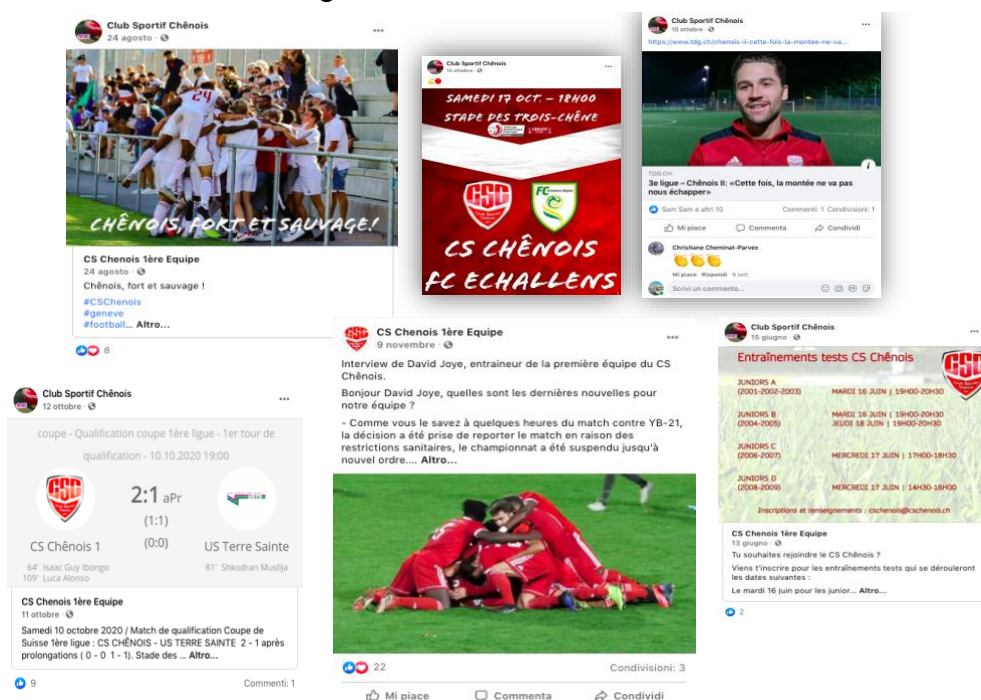 Club Sportif Chênois
24 agosto
24
CHÊNOIS, FORT ET SAUVAGE!
CS Chenois 1ère Equipe
24 agosto
Chênois, fort et sauvage !
#CSChenois
#geneve
#football... Altro...
8
Club Sportif Chênois
15 ottobre
SAMEDI 17 OCT. – 18H00
STADE DES TROIS-CHÊNE
CSC
Club Sportif Chênois
FC
CS CHÊNOIS
FC ECHALLENS
Club Sportif Chênois
15 ottobre
https://www.tdg.ch/chenois-ii-cette-fois-la-montee-ne-va...
TDG.CH
3e ligue – Chênois II: «Cette fois, la montée ne va pas
nous échapper»
Sam Sam e altri 10
Commenti: 1 Condivisioni: 1
Mi piace Commenta Condividi
Christiane Cheminat-Parvex
Mi piace · Rispondi · 9 sett.
Scrivi un commento...
Club Sportif Chênois
12 ottobre
coupe - Qualification coupe 1ère ligue - 1er tour de
qualification - 10.10.2020 19:00
CSC
2:1 aPr
(1:1)
(0:0)
CS Chênois 1
US Terre Sainte
64' Isaac Guy Ibongo
109' Luca Alonso
81' Shkodran Muslija
CS Chenois 1ère Equipe
11 ottobre
Samedi 10 octobre 2020 / Match de qualification Coupe de
Suisse 1ère ligue : CS CHÊNOIS - US TERRE SAINTE 2 - 1 après
prolongations ( 0 - 0 1 - 1). Stade des ... Altro...
9
Commenti: 1
CS Chenois 1ère Equipe
9 novembre
Interview de David Joye, entraineur de la première équipe du CS
Chênois.
Bonjour David Joye, quelles sont les dernières nouvelles pour
notre équipe ?
- Comme vous le savez à quelques heures du match contre YB-21,
la décision a été prise de reporter le match en raison des
restrictions sanitaires, le championnat a été suspendu jusqu'à
nouvel ordre.... Altro...
22
Condivisioni: 3
Mi piace Commenta Condividi
Club Sportif Chênois
15 giugno
Entraînements tests CS Chênois
CSC
JUNIORS A
(2001-2002-2003) MARDI 16 JUIN | 19H00-20H30
JUNIORS B MARDI 16 JUIN | 19H00-20H30
(2004-2005) JEUDI 18 JUIN | 19H00-20H30
JUNIORS C
(2006-2007) MERCREDI 17 JUIN | 17H00-18H30
JUNIORS D
(2008-2009) MERCREDI 17 JUIN | 14H30-16H00
Inscriptions et renseignements : cschenois@cschenois.ch
CS Chenois 1ère Equipe
13 giugno
Tu souhaites rejoindre le CS Chênois ?
Viens t'inscrire pour les entraînements tests qui se dérouleront
les dates suivantes :
Le mardi 16 juin pour les junior... Altro...
2